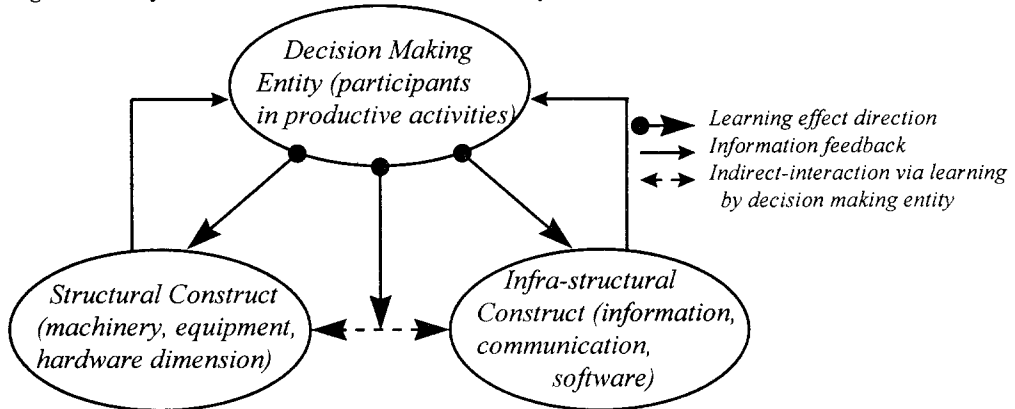 Decision Making
Entity (participants
in productive activities)
Learning effect direction
Information feedback
Indirect-interaction via learning
by decision making entity
Structural Construct
(machinery, equipment,
hardware dimension)
Infra-structural
Construct (information,
communication,
software)